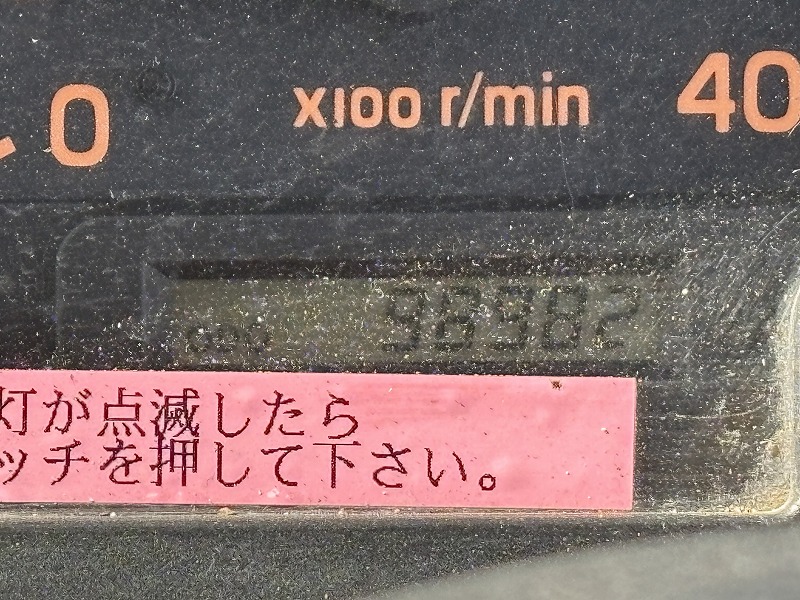 0
x100 r/min
40
ODO 98982
灯が点滅したら
ッチを押して下さい。